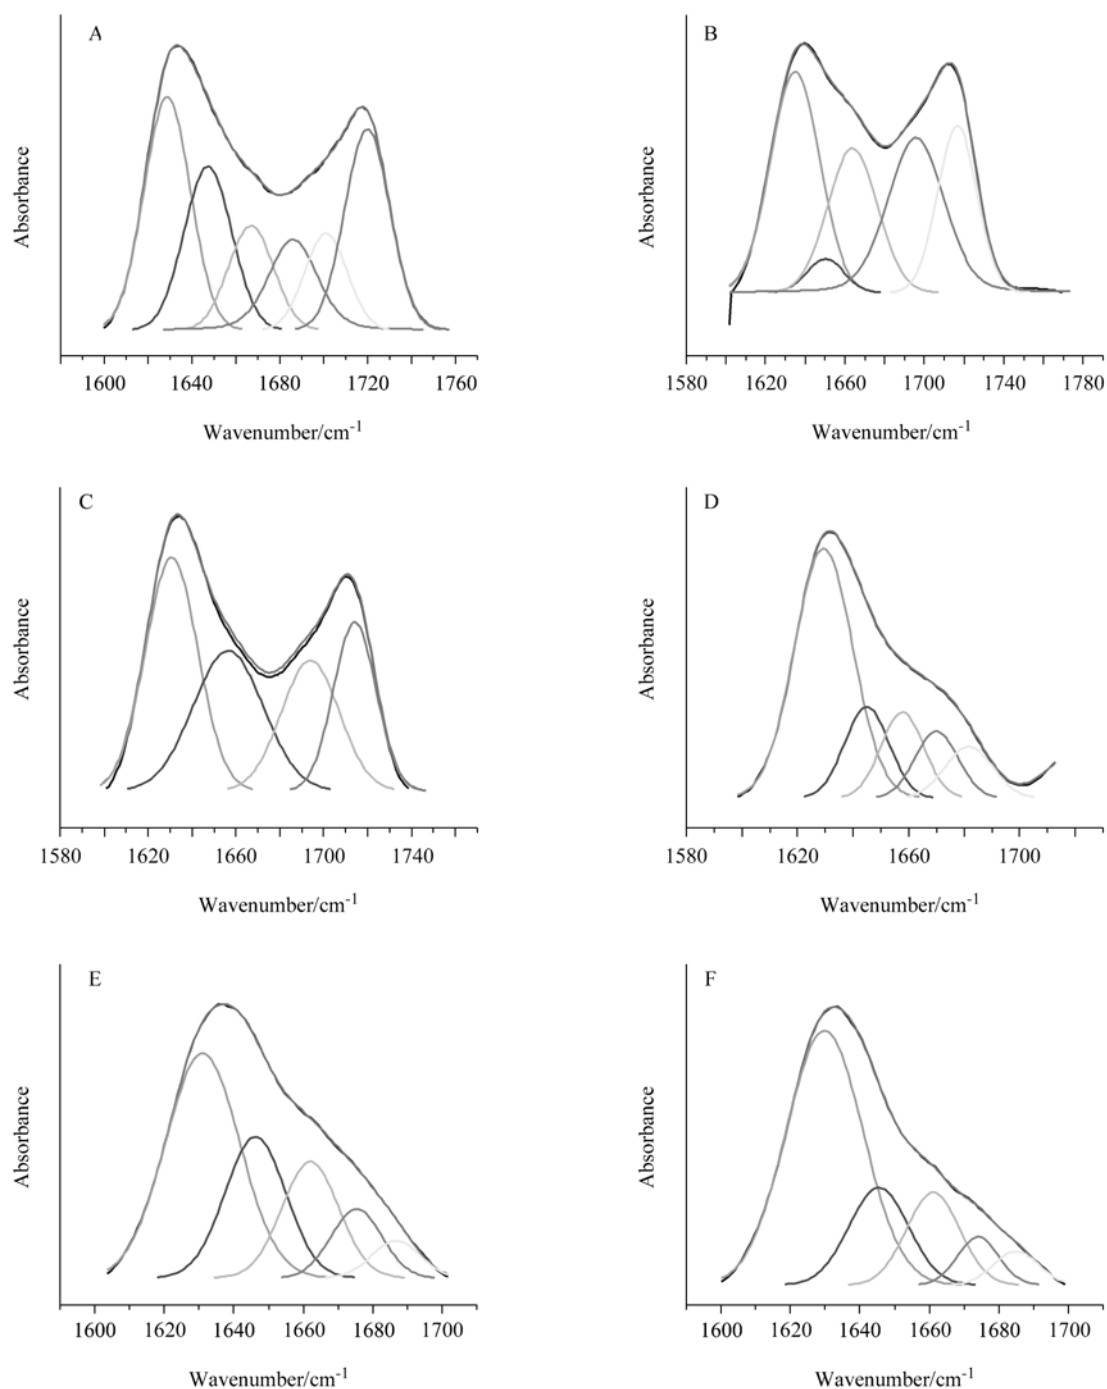 A
Absorbance
1600 1640 1680 1720 1760
Wavenumber/cm-1
B
Absorbance
1580 1620 1660 1700 1740 1780
Wavenumber/cm-1
C
Absorbance
1580 1620 1660 1700 1740
Wavenumber/cm-1
D
Absorbance
1580 1620 1660 1700
Wavenumber/cm-1
E
Absorbance
1600 1620 1640 1660 1680 1700
Wavenumber/cm-1
F
Absorbance
1600 1620 1640 1660 1680 1700
Wavenumber/cm-1